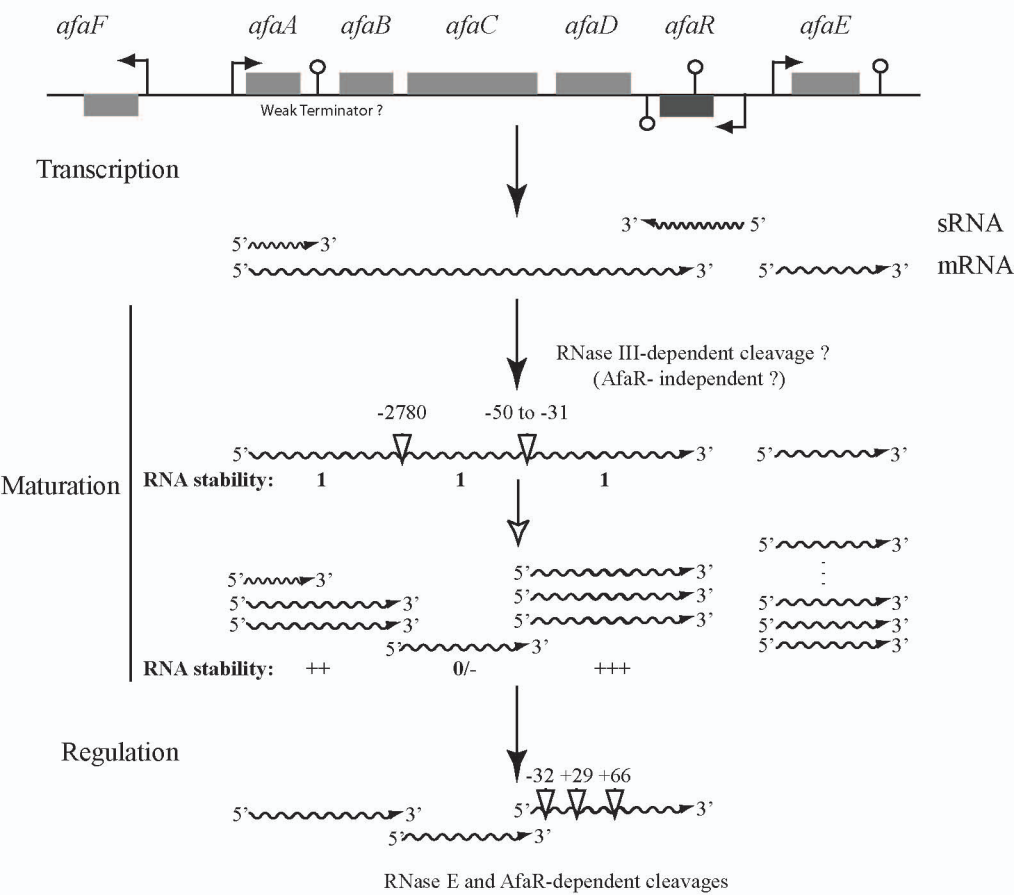 afaF afaA afaB afaC afaD afaR afaE
Weak Terminator ?
Transcription
3’ 5’ sRNA
5’ 3’
5’ 3’ 5’ 3’ mRNA
RNase III-dependent cleavage ?
(AfaR- independent ?)
-2780 -50 to -31
5’ 3’ 5’ 3’
Maturation
RNA stability: 1 1 1
5’ 3’
5’ 3’ 5’ 3’
5’ 3’ 5’ 3’ 5’ 3’
5’ 3’ 5’ 3’ 5’ 3’
5’ 3’ 5’ 3’
RNA stability: ++ 0/- +++
Regulation
-32 +29 +66
5’ 3’ 5’ 3’
5’ 3’
RNase E and AfaR-dependent cleavages